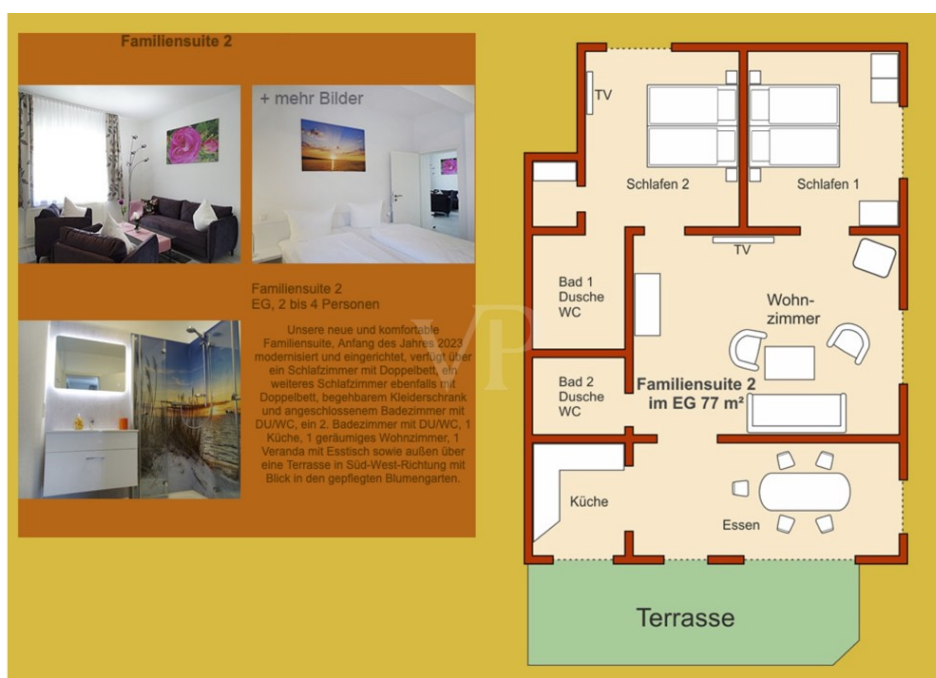 Familiensuite 2
+ mehr Bilder
Familiensuite 2
EG, 2 bis 4 Personen
Unsere neue und komfortable
Familiensuite, Anfang des Jahres 2023
modernisiert und eingerichtet, verfügt über
ein Schlafzimmer mit Doppelbett, ein
weiteres Schlafzimmer ebenfalls mit
Doppelbett, begehbarem Kleiderschrank
und angeschlossenem Badezimmer mit
DU/WC, ein 2. Badezimmer mit DU/WC, 1
Küche, 1 geräumiges Wohnzimmer, 1
Veranda mit Esstisch sowie außen über
eine Terrasse in Süd-West-Richtung mit
Blick in den gepflegten Blumengarten.
VP
TV
Schlafen 2
Schlafen 1
TV
Bad 1
Dusche
WC
Wohn-
zimmer
Bad 2
Dusche
WC
Familiensuite 2
im EG 77 m²
Küche
Essen
Terrasse